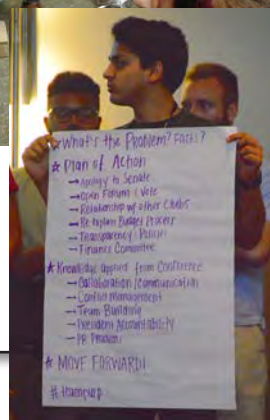 ★ What's the Problem? Facts?
★ Plan of Action
→ Apology to Senate
→ Open Forum / Vote
→ Relationship w/ other Clubs
→ Re Explain Budget Process
→ Transparency / Policies
→ Finance Committee
★ Knowledge applied from Conference
→ Collaboration / Communication
→ Conflict Management
→ Team Building
→ President Accountability
→ PR
★ MOVE FORWARD!